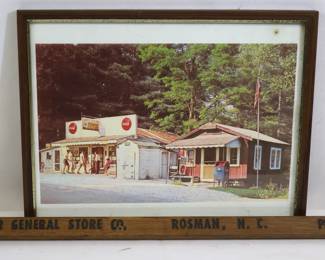 GENERAL STORE CO. ROSMAN, N. C.